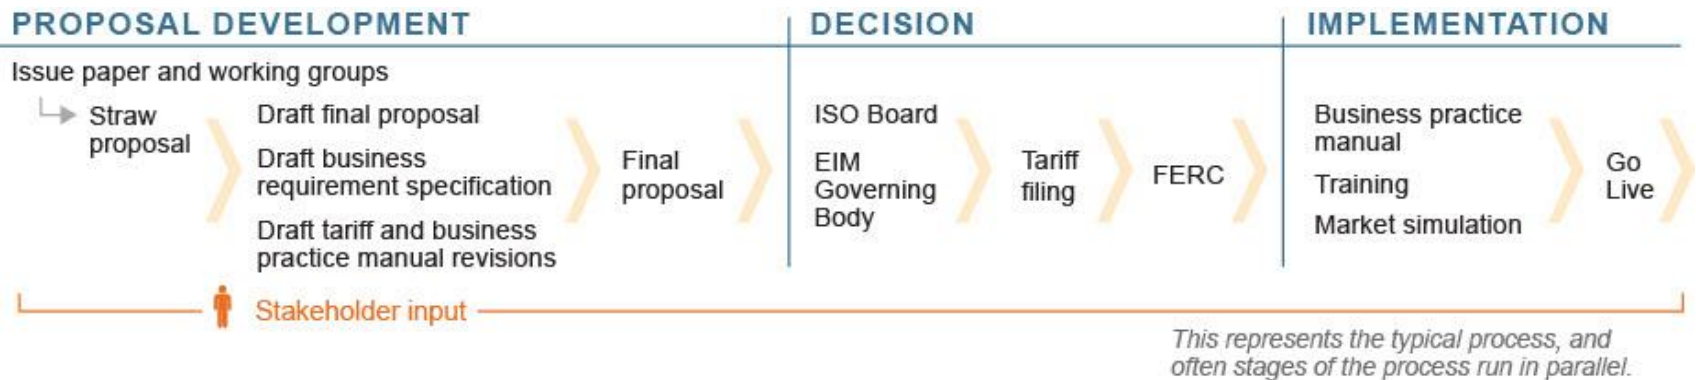 PROPOSAL DEVELOPMENT
Issue paper and working groups
Straw
proposal
Draft final proposal
Draft business
requirement specification
Draft tariff and business
practice manual revisions
Final
proposal
DECISION
ISO Board
EIM
Governing
Body
Tariff
filing
FERC
IMPLEMENTATION
Business practice
manual
Training
Market simulation
Go
Live
Stakeholder input
This represents the typical process, and
often stages of the process run in parallel.